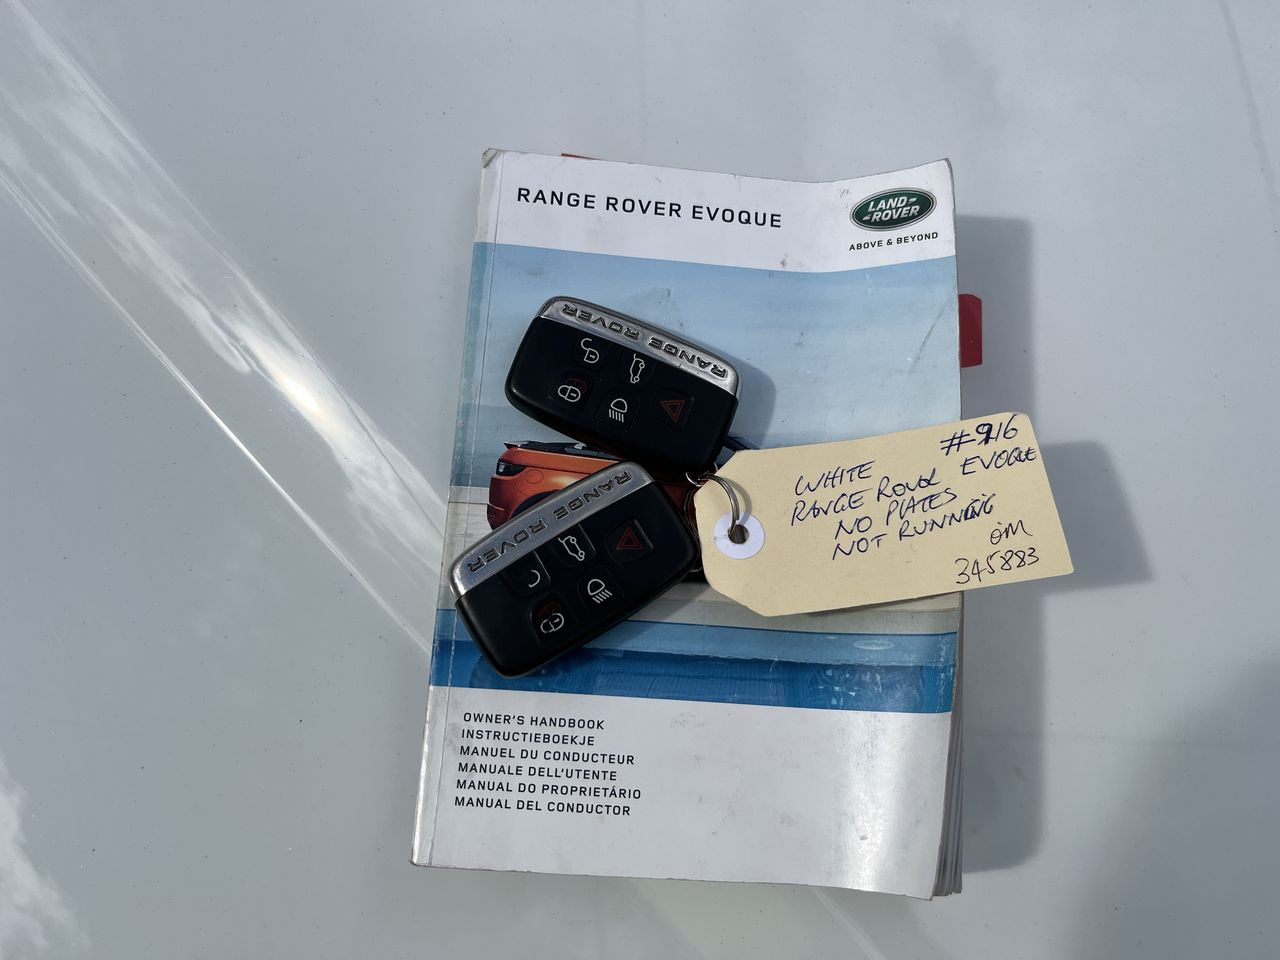 RANGE ROVER EVOQUE
LAND-
-ROVER
ABOVE & BEYOND
RANGE ROVER
RANGE ROVER
#916
WHITE
RANGE ROVER EVOQUE
NO PLATES
NOT RUNNING
345883
OWNER'S HANDBOOK
INSTRUCTIEBOEKJE
MANUEL DU CONDUCTEUR
MANUALE DELL'UTENTE
MANUAL DO PROPRIETÁRIO
MANUAL DEL CONDUCTOR